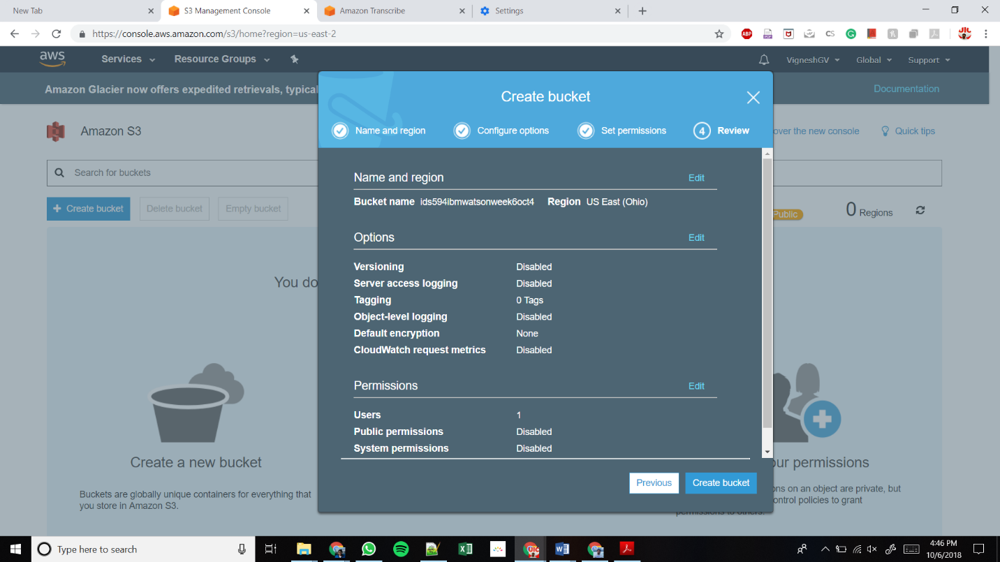 New Tab
S3 Management Console
Amazon Transcribe
Settings
https://console.aws.amazon.com/s3/home?region=us-east-2
ABP
PDF
CS
aws
Services
Resource Groups
VigneshGV
Global
Support
Amazon Glacier now offers expedited retrievals, typical
Documentation
Create bucket
Name and region
Configure options
Set permissions
4 Review
Amazon S3
over the new console
Quick tips
Search for buckets
Create bucket
Delete bucket
Empty bucket
Public
0 Regions
Name and region Edit
Bucket name ids594ibmwatsonweek6oct4 Region US East (Ohio)
Options Edit
Versioning Disabled
Server access logging Disabled
Tagging 0 Tags
Object-level logging Disabled
Default encryption None
CloudWatch request metrics Disabled
Permissions Edit
Users 1
Public permissions Disabled
System permissions Disabled
Previous
Create bucket
You do
Create a new bucket
Buckets are globally unique containers for everything that
you store in Amazon S3.
our permissions
ons on an object are private, but
ontrol policies to grant
permissions to others.
Type here to search
4:46 PM
10/6/2018